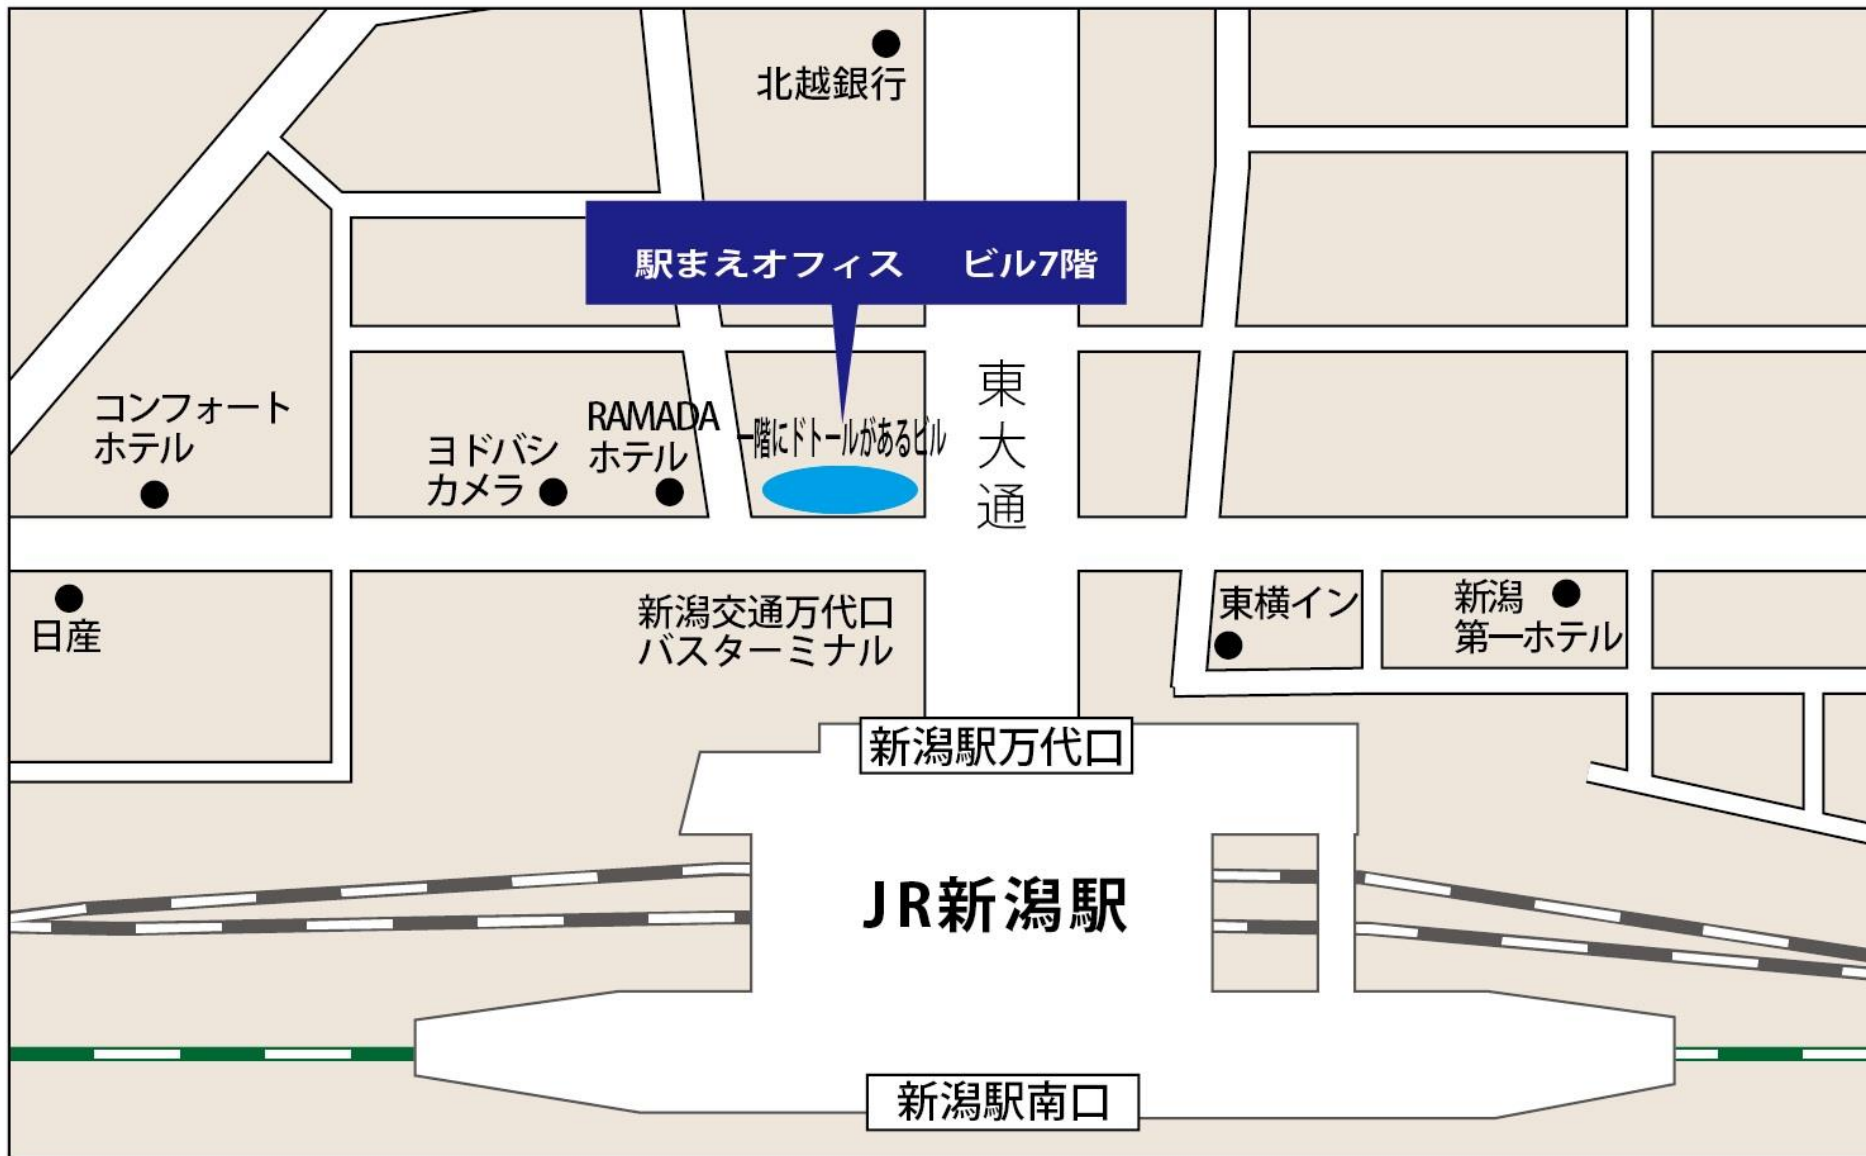 北越銀行
駅まえオフィス　ビル7階
東大通
コンフォート
ホテル
ヨドバシ
カメラ
RAMADA
ホテル
一階にドトールがあるビル
日産
新潟交通万代口
バスターミナル
東横イン
新潟
第一ホテル
新潟駅万代口
JR新潟駅
新潟駅南口